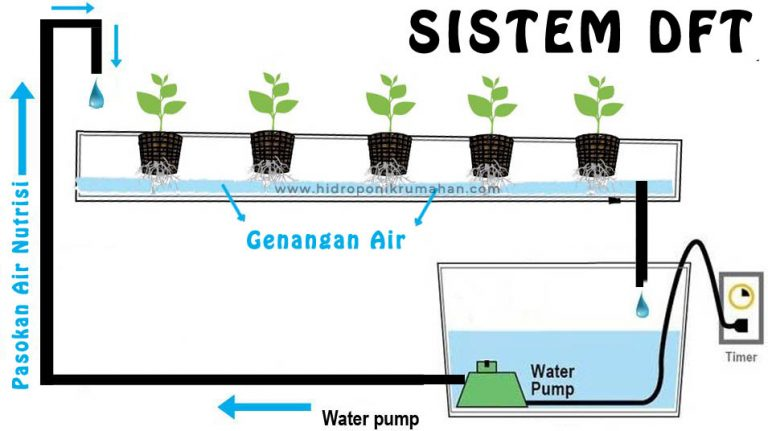 SISTEM DFT
Pasokan Air Nutrisi
www.hidroponikrumahan.com
Genangan Air
Water
Pump
Timer
Water pump